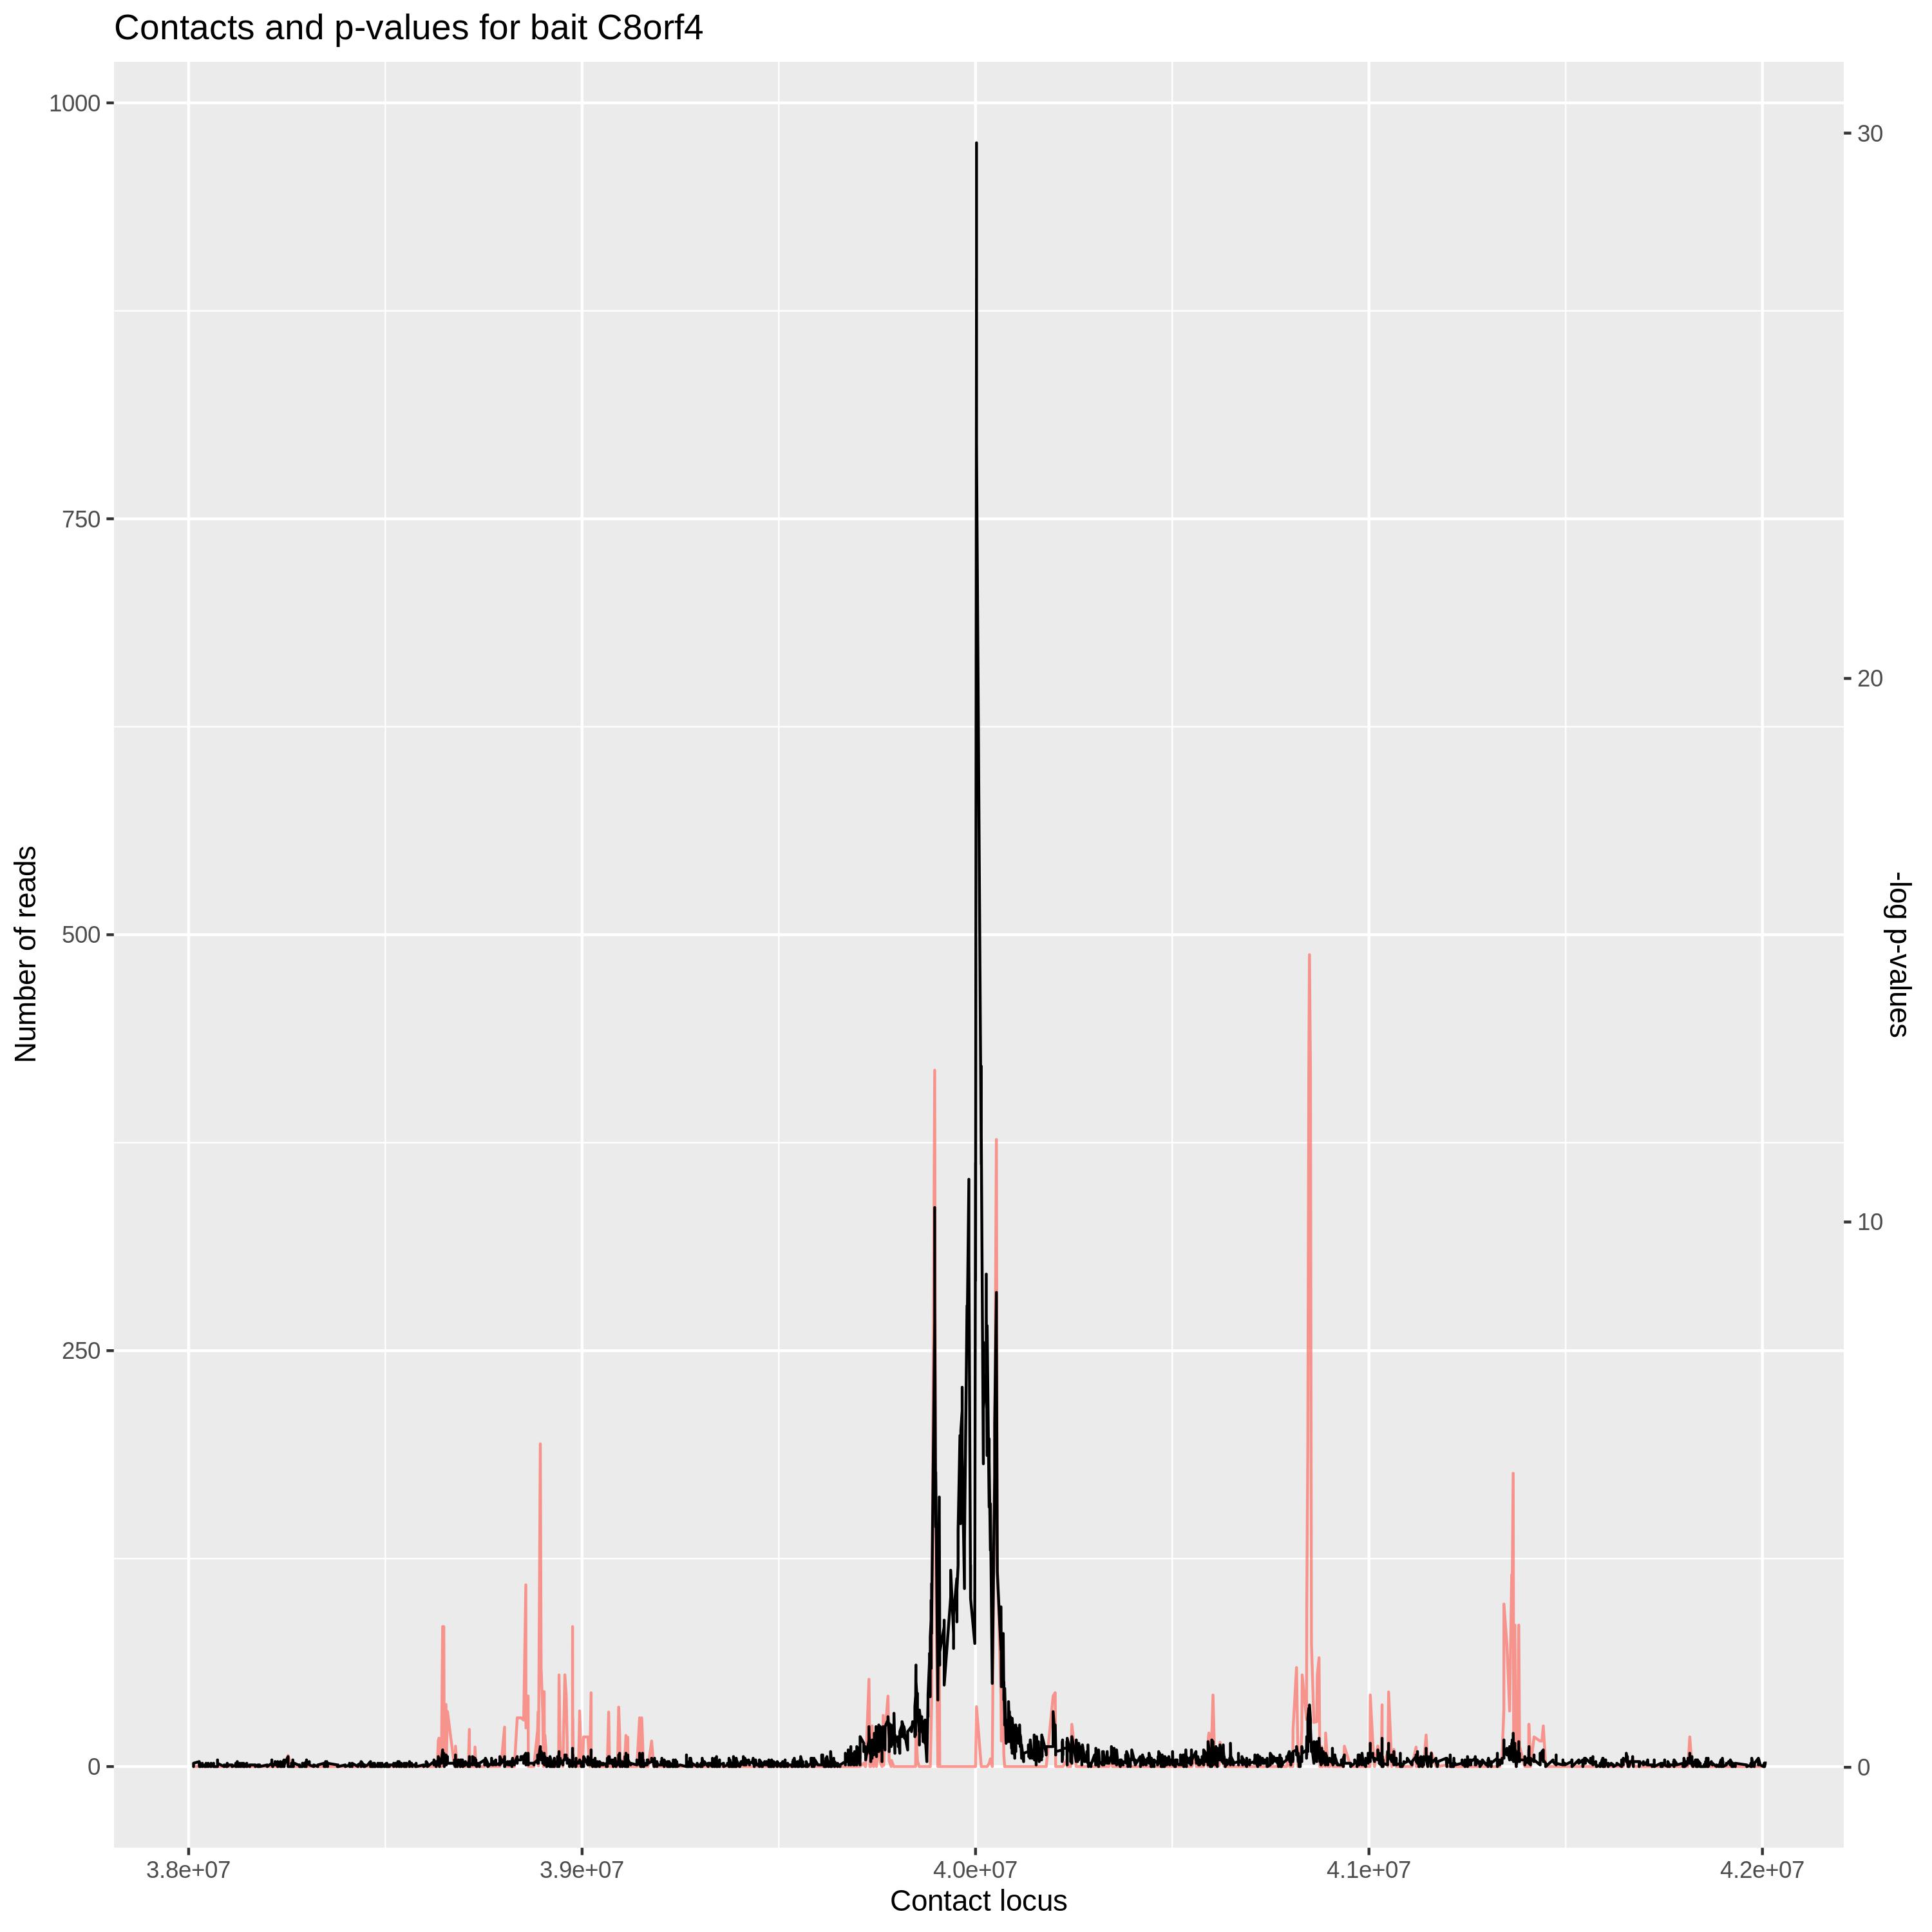 Contacts and p-values for bait C8orf4
1000
750
500
250
0
30
20
10
0
Number of reads
-log p-values
3.8e+07
3.9e+07
4.0e+07
4.1e+07
4.2e+07
Contact locus